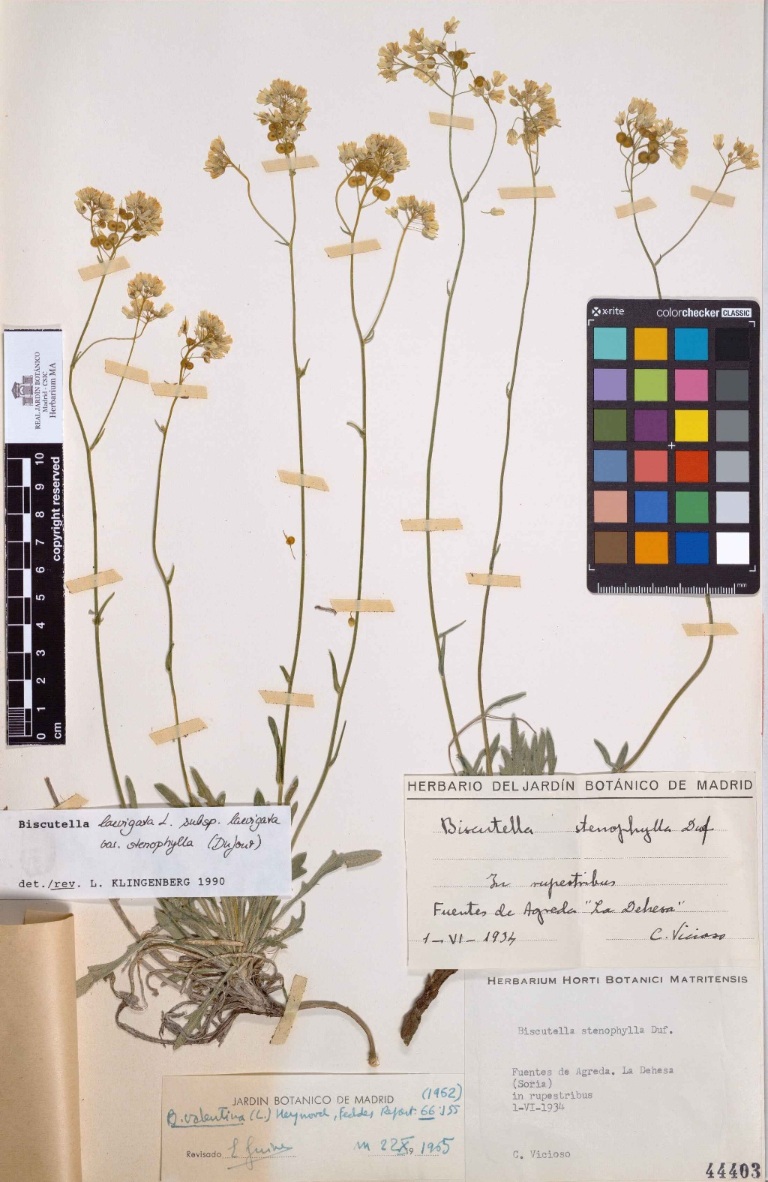 x-rite colorchecker CLASSIC
mm
REAL JARDÍN BOTÁNICO
Madrid - CSIC
Herbarium MA
copyright reserved
0 1 2 3 4 5 6 7 8 9 10
cm
Biscutella laevigata L. subsp. laevigata
var. stenophylla (Dufour)
det./rev. L. KLINGENBERG 1990
HERBARIO DEL JARDÍN BOTÁNICO DE MADRID
Biscutella stenophylla Duf
In rupestribus
Fuentes de Agreda "La Dehesa"
1-VI-1934 C. Vicioso
HERBARIUM HORTI BOTANICI MATRITENSIS
Biscutella stenophylla Duf.
Fuentes de Agreda, La Dehesa
(Soria)
in rupestribus
1-VI-1934
C. Vicioso
44403
JARDIN BOTANICO DE MADRID (1962)
B. valentina (L.) Heywood, Feddes Repert. 66:155
Revisado E Guinea 22 X 1965